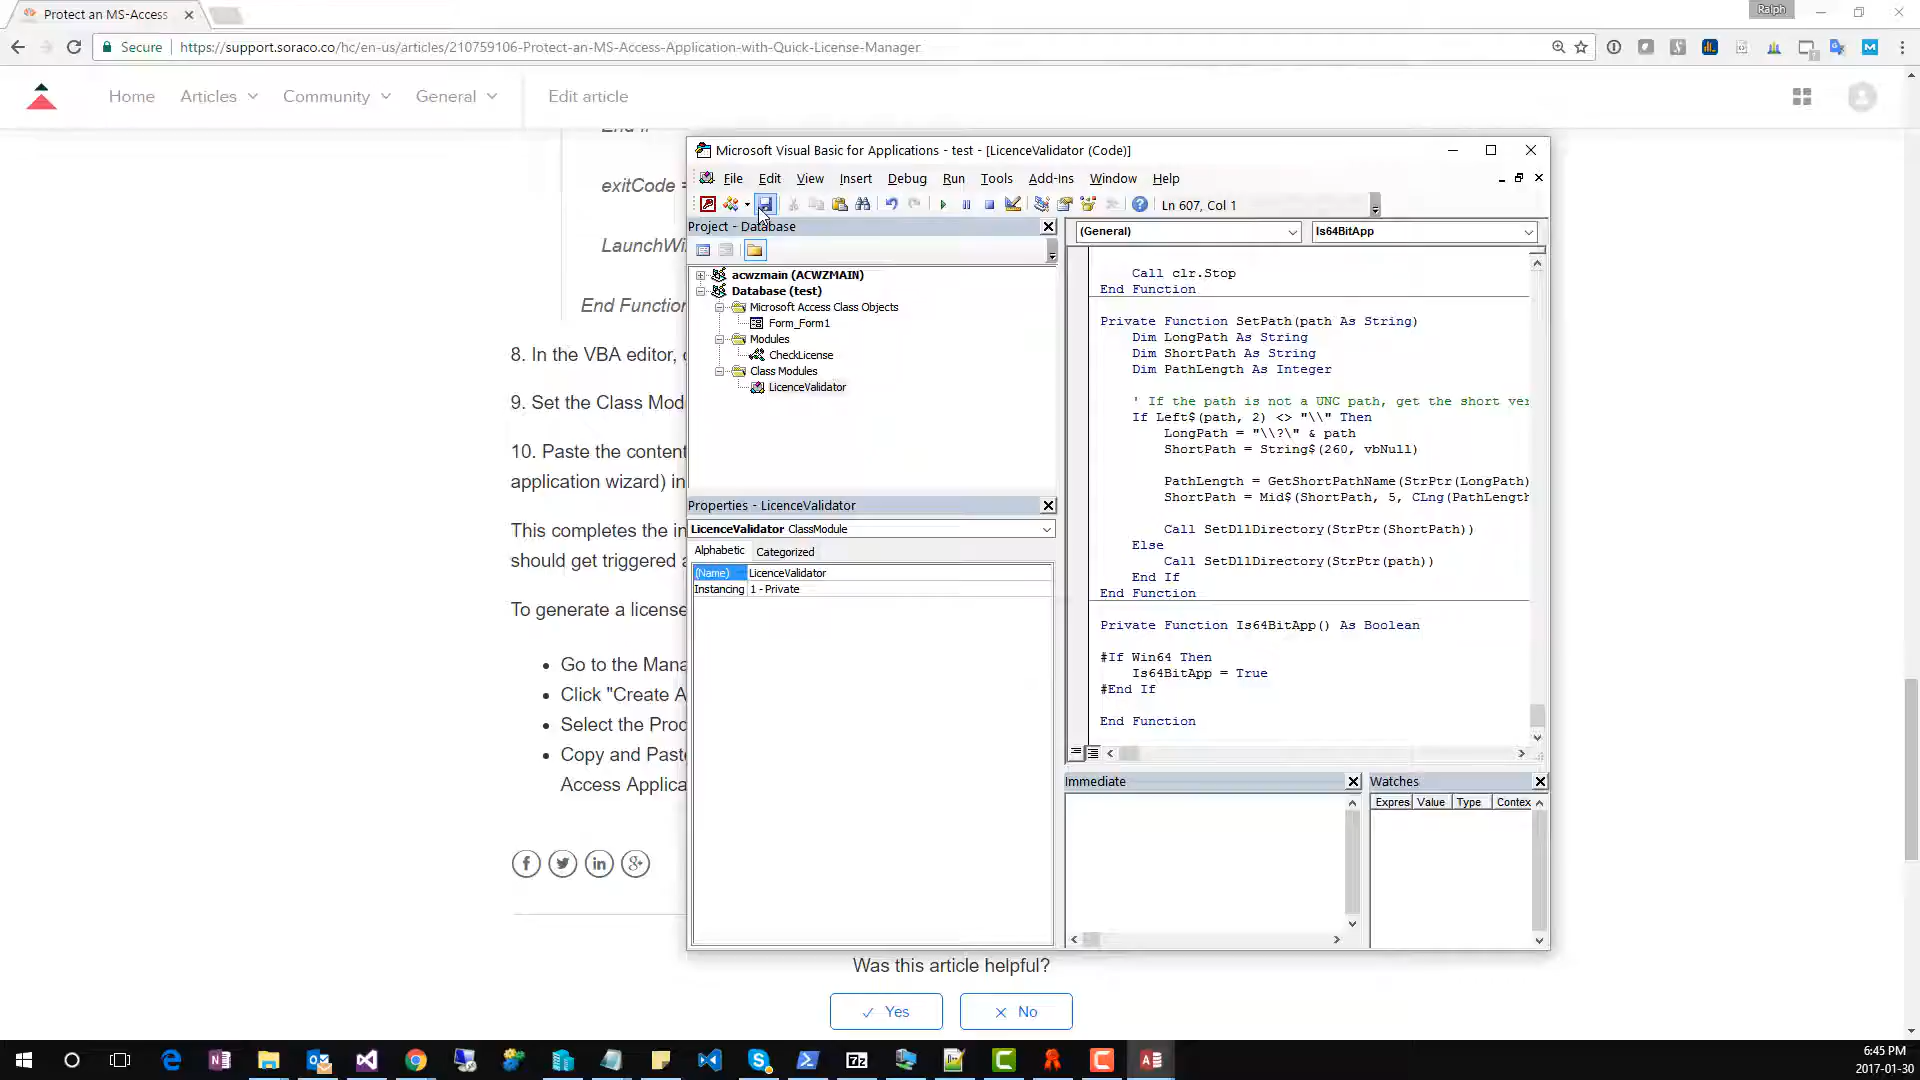 Protect an MS-Access
Ralph
Secure
https://support.soraco.co/hc/en-us/articles/210759106-Protect-an-MS-Access-Application-with-Quick-License-Manager
Home
Articles
Community
General
Edit article
End If
exitCode =
LaunchWi
End Function
8. In the VBA editor,
9. Set the Class Mod
10. Paste the content
application wizard) in
This completes the in
should get triggered a
To generate a license
• Go to the Mana
• Click "Create A
• Select the Prod
• Copy and Paste
Access Applica
Microsoft Visual Basic for Applications - test - [LicenceValidator (Code)]
File Edit View Insert Debug Run Tools Add-Ins Window Help
Ln 607, Col 1
Project - Database
acwzmain (ACWZMAIN)
Database (test)
Microsoft Access Class Objects
Form_Form1
Modules
CheckLicense
Class Modules
LicenceValidator
Properties - LicenceValidator
LicenceValidator ClassModule
Alphabetic Categorized
(Name) LicenceValidator
Instancing 1 - Private
(General)
Is64BitApp
Call clr.Stop
End Function
Private Function SetPath(path As String)
Dim LongPath As String
Dim ShortPath As String
Dim PathLength As Integer
' If the path is not a UNC path, get the short ver
If Left$(path, 2) <> "\\" Then
LongPath = "\\?\" & path
ShortPath = String$(260, vbNull)
PathLength = GetShortPathName(StrPtr(LongPath)
ShortPath = Mid$(ShortPath, 5, CLng(PathLength
Call SetDllDirectory(StrPtr(ShortPath))
Else
Call SetDllDirectory(StrPtr(path))
End If
End Function
Private Function Is64BitApp() As Boolean
#If Win64 Then
Is64BitApp = True
#End If
End Function
Immediate
Watches
Expres Value Type Contex
Was this article helpful?
Yes
No
6:45 PM
2017-01-30